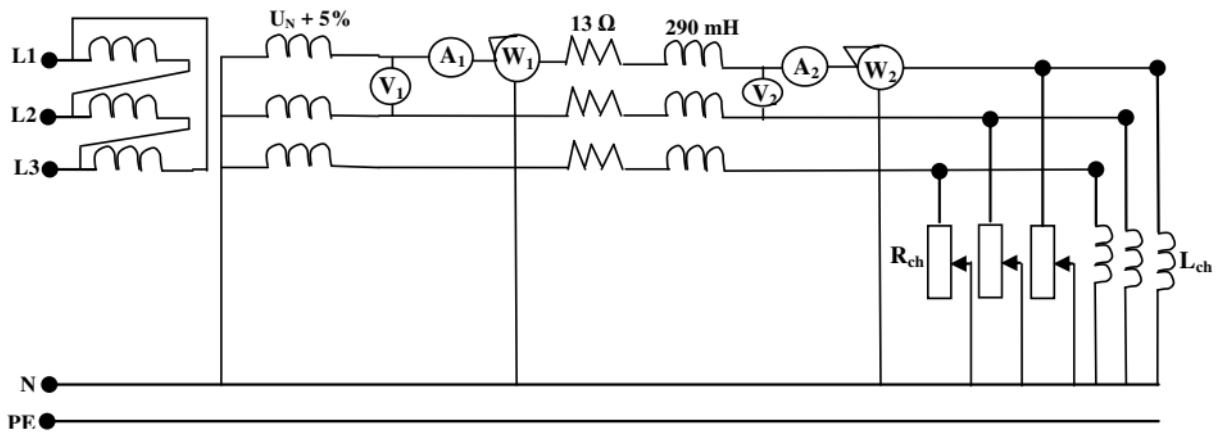 U_N + 5%
13 Ω
290 mH
L1
A₁
W₁
A₂
W₂
V₁
V₂
L2
L3
R_ch
L_ch
N
PE